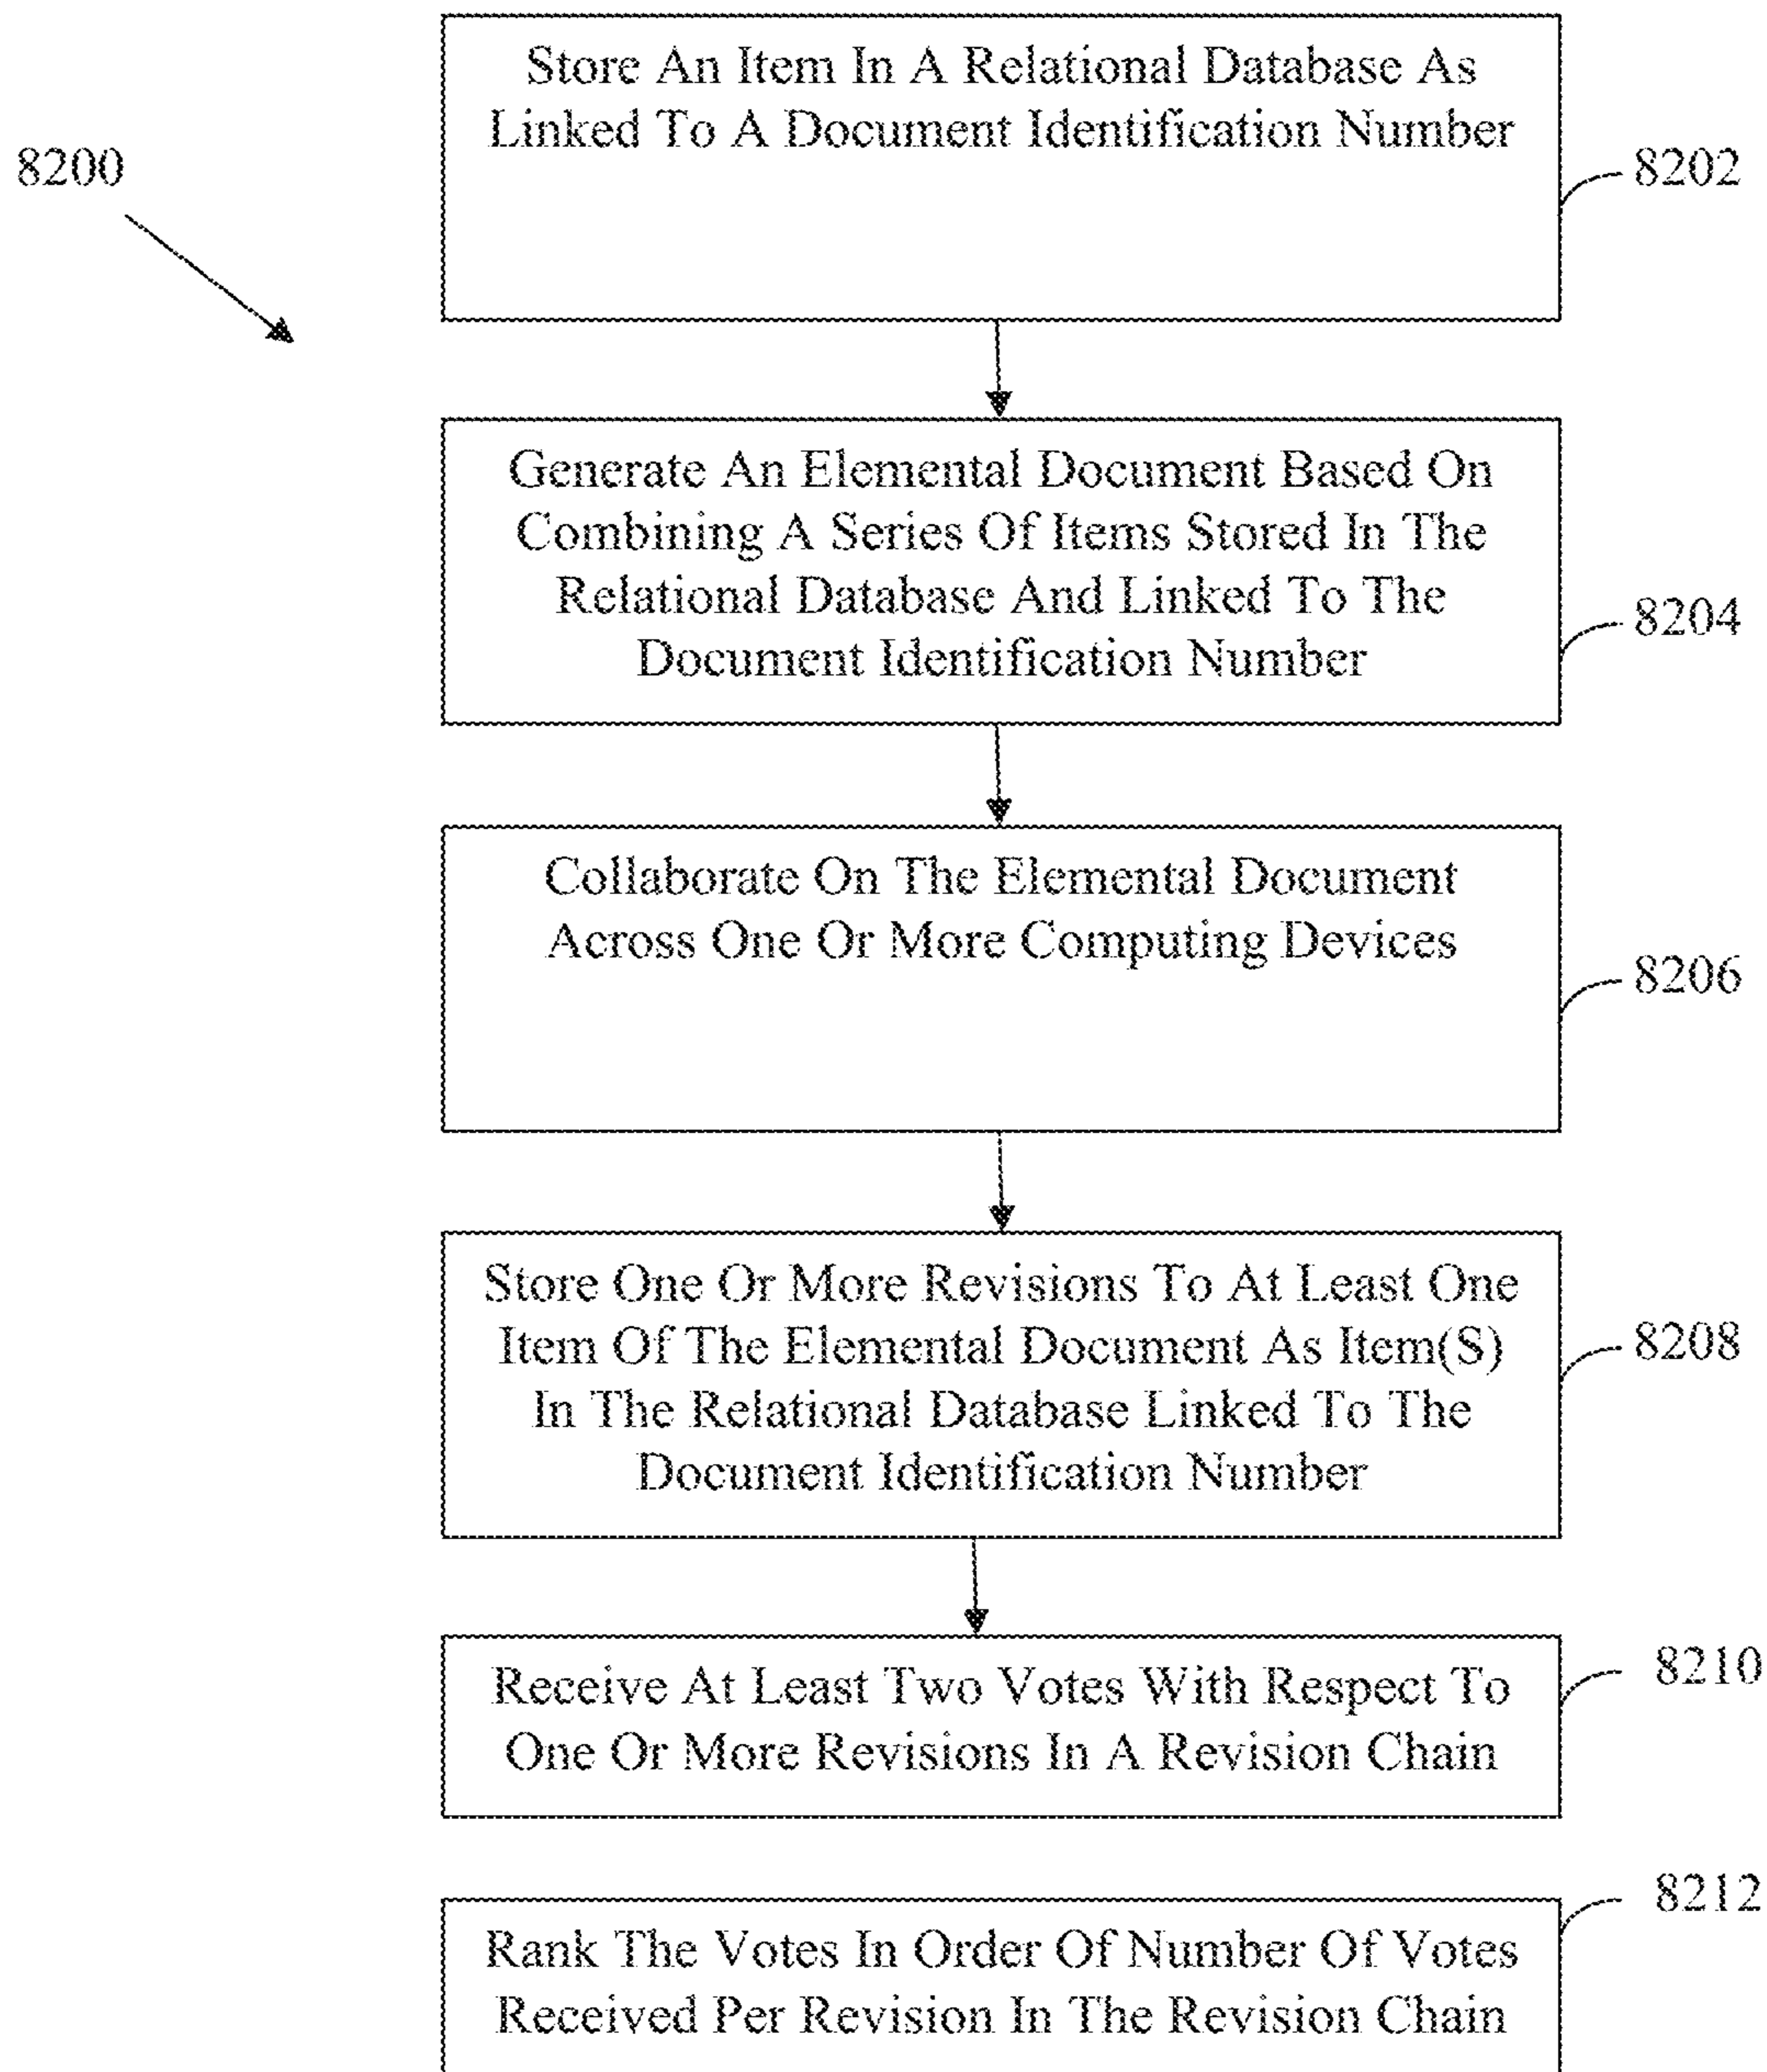 Store An Item In A Relational Database As
Linked To A Document Identification Number
8200
8202
Generate An Elemental Document Based On
Combining A Series Of Items Stored In The
Relational Database And Linked To The
Document Identification Number
8204
Collaborate On The Elemental Document
Across One Or More Computing Devices
8206
Store One Or More Revisions To At Least One
Item Of The Elemental Document As Item(S)
In The Relational Database Linked To The
Document Identification Number
8208
Receive At Least Two Votes With Respect To
One Or More Revisions In A Revision Chain
8210
8212
Rank The Votes In Order Of Number Of Votes
Received Per Revision In The Revision Chain